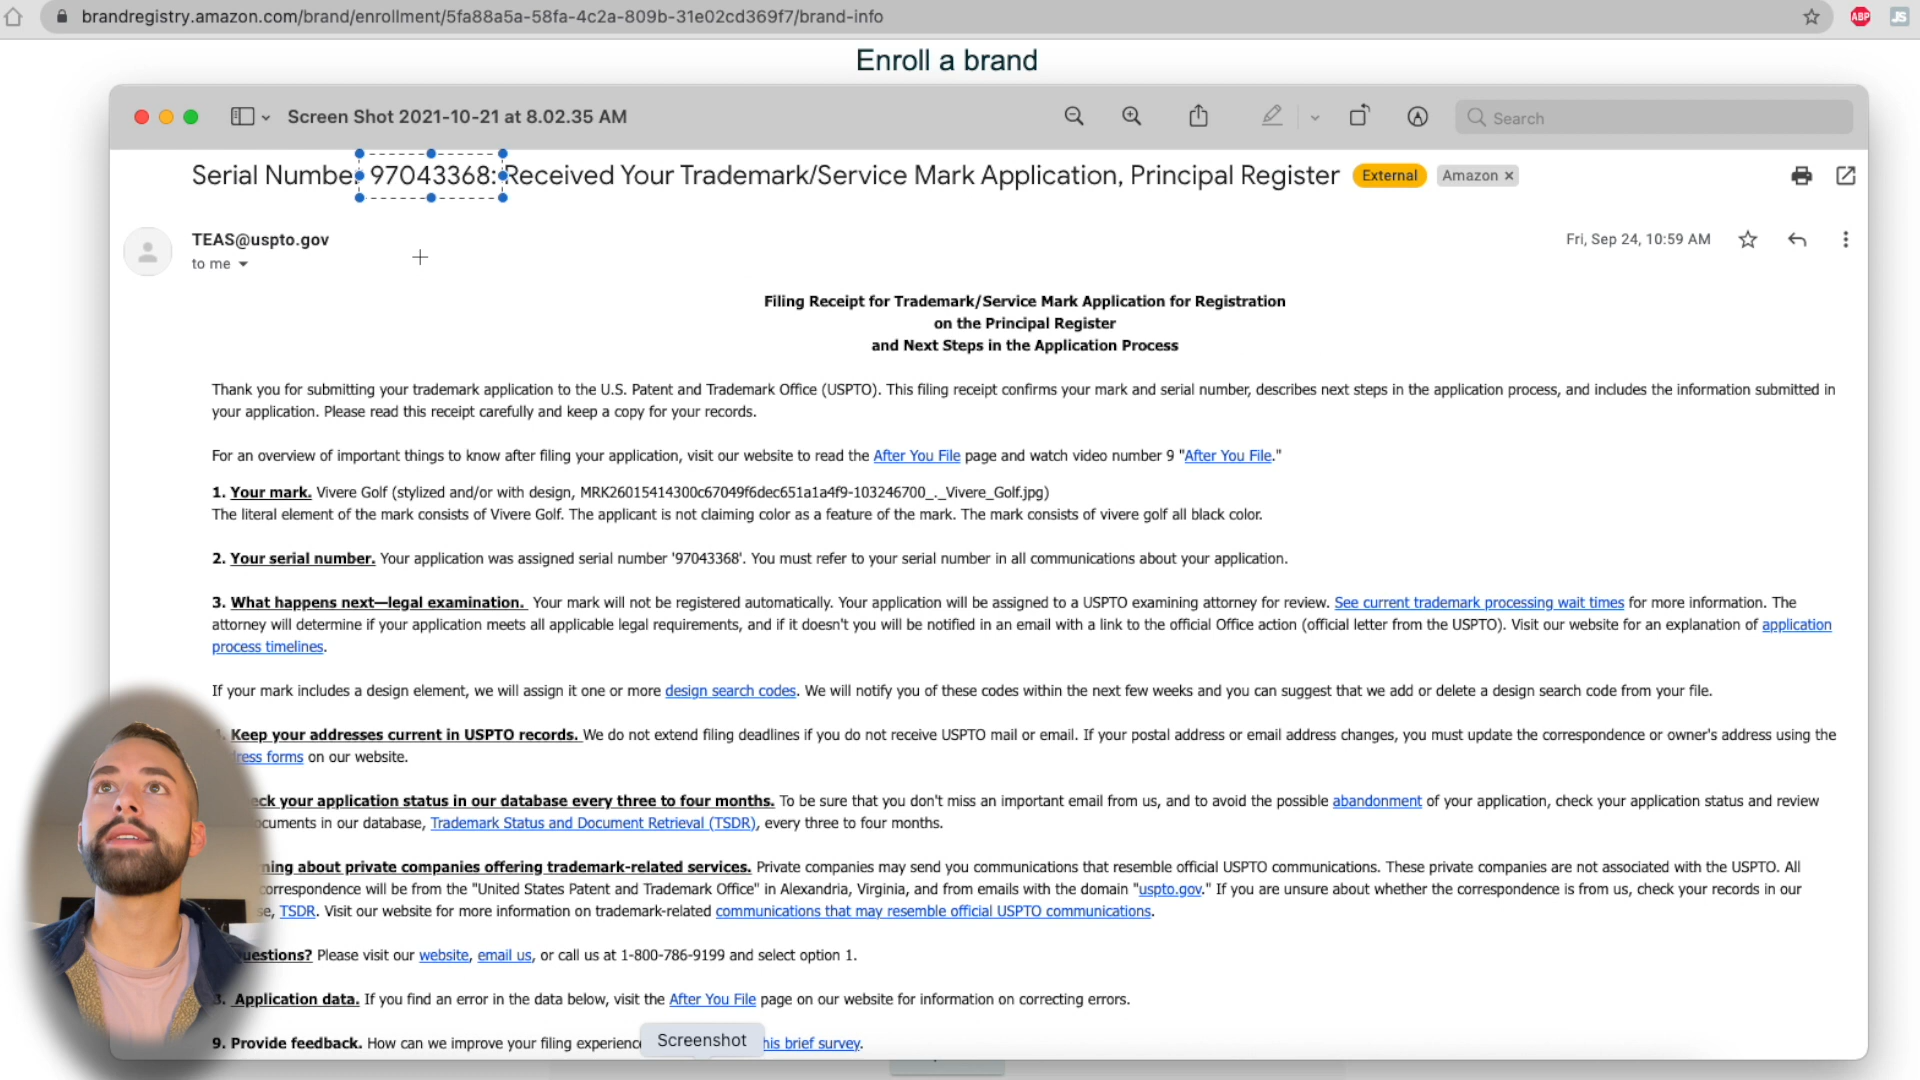 brandregistry.amazon.com/brand/enrollment/5fa88a5a-58fa-4c2a-809b-31e02cd369f7/brand-info
ABP
JS
Enroll a brand
Screen Shot 2021-10-21 at 8.02.35 AM
Search
Serial Number 97043368: Received Your Trademark/Service Mark Application, Principal Register External Amazon ×
TEAS@uspto.gov
Fri, Sep 24, 10:59 AM
to me
Filing Receipt for Trademark/Service Mark Application for Registration
on the Principal Register
and Next Steps in the Application Process
Thank you for submitting your trademark application to the U.S. Patent and Trademark Office (USPTO). This filing receipt confirms your mark and serial number, describes next steps in the application process, and includes the information submitted in
your application. Please read this receipt carefully and keep a copy for your records.
For an overview of important things to know after filing your application, visit our website to read the After You File page and watch video number 9 "After You File."
1. Your mark. Vivere Golf (stylized and/or with design, MRK26015414300c67049f6dec651a1a4f9-103246700_._Vivere_Golf.jpg)
The literal element of the mark consists of Vivere Golf. The applicant is not claiming color as a feature of the mark. The mark consists of vivere golf all black color.
2. Your serial number. Your application was assigned serial number '97043368'. You must refer to your serial number in all communications about your application.
3. What happens next—legal examination. Your mark will not be registered automatically. Your application will be assigned to a USPTO examining attorney for review. See current trademark processing wait times for more information. The
attorney will determine if your application meets all applicable legal requirements, and if it doesn't you will be notified in an email with a link to the official Office action (official letter from the USPTO). Visit our website for an explanation of application
process timelines.
If your mark includes a design element, we will assign it one or more design search codes. We will notify you of these codes within the next few weeks and you can suggest that we add or delete a design search code from your file.
Keep your addresses current in USPTO records. We do not extend filing deadlines if you do not receive USPTO mail or email. If your postal address or email address changes, you must update the correspondence or owner's address using the
ress forms on our website.
ck your application status in our database every three to four months. To be sure that you don't miss an important email from us, and to avoid the possible abandonment of your application, check your application status and review
ocuments in our database, Trademark Status and Document Retrieval (TSDR), every three to four months.
ning about private companies offering trademark-related services. Private companies may send you communications that resemble official USPTO communications. These private companies are not associated with the USPTO. All
correspondence will be from the "United States Patent and Trademark Office" in Alexandria, Virginia, and from emails with the domain "uspto.gov." If you are unsure about whether the correspondence is from us, check your records in our
se, TSDR. Visit our website for more information on trademark-related communications that may resemble official USPTO communications.
uestions? Please visit our website, email us, or call us at 1-800-786-9199 and select option 1.
Application data. If you find an error in the data below, visit the After You File page on our website for information on correcting errors.
9. Provide feedback. How can we improve your filing experienc his brief survey.
Screenshot